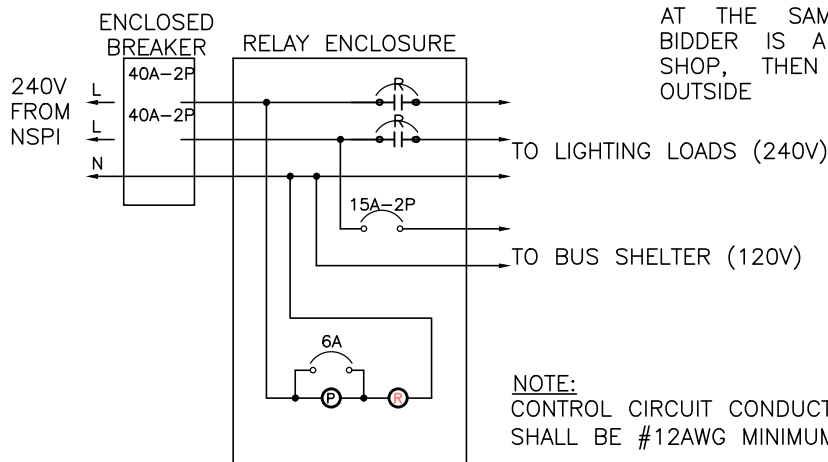 ENCLOSED
BREAKER
RELAY ENCLOSURE
AT THE SAM
BIDDER IS A
SHOP, THEN
OUTSIDE
40A-2P
40A-2P
240V
FROM
NSPI
L
L
N
R
R
TO LIGHTING LOADS (240V)
15A-2P
TO BUS SHELTER (120V)
6A
P
R
NOTE:
CONTROL CIRCUIT CONDUCT
SHALL BE #12AWG MINIMUM